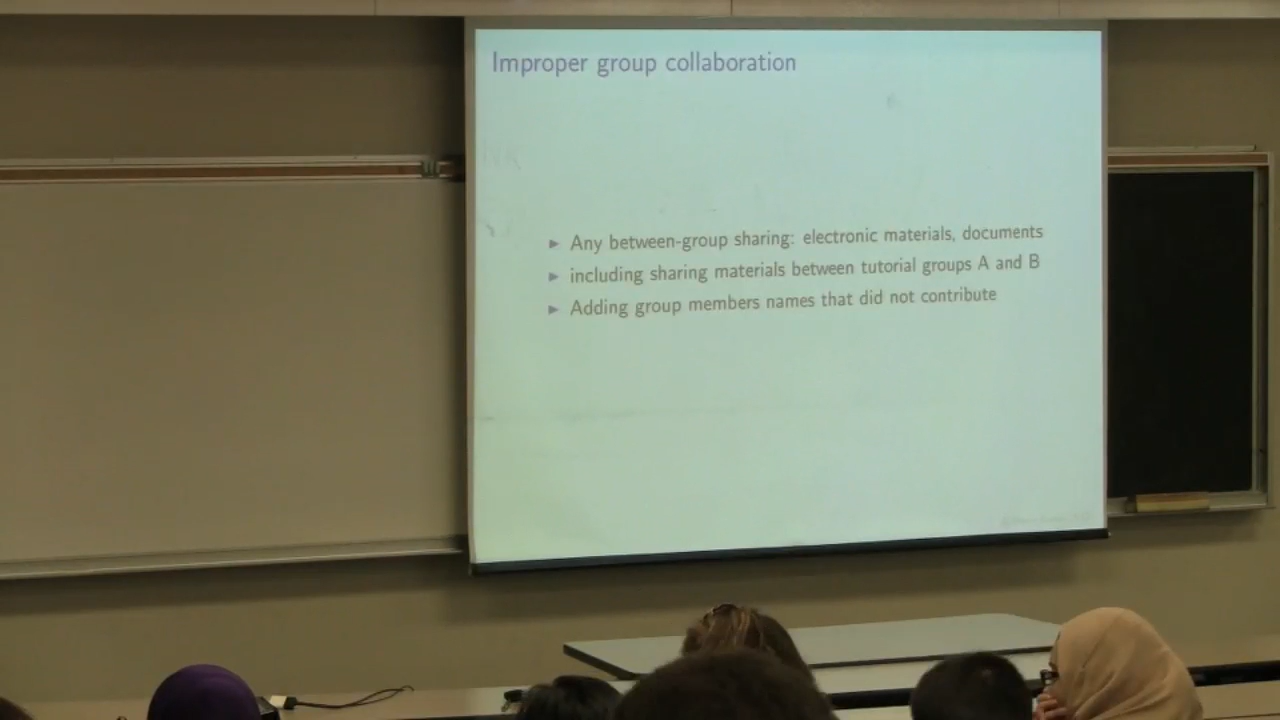 Improper group collaboration
► Any between-group sharing: electronic materials, documents
► including sharing materials between tutorial groups A and B
► Adding group members names that did not contribute